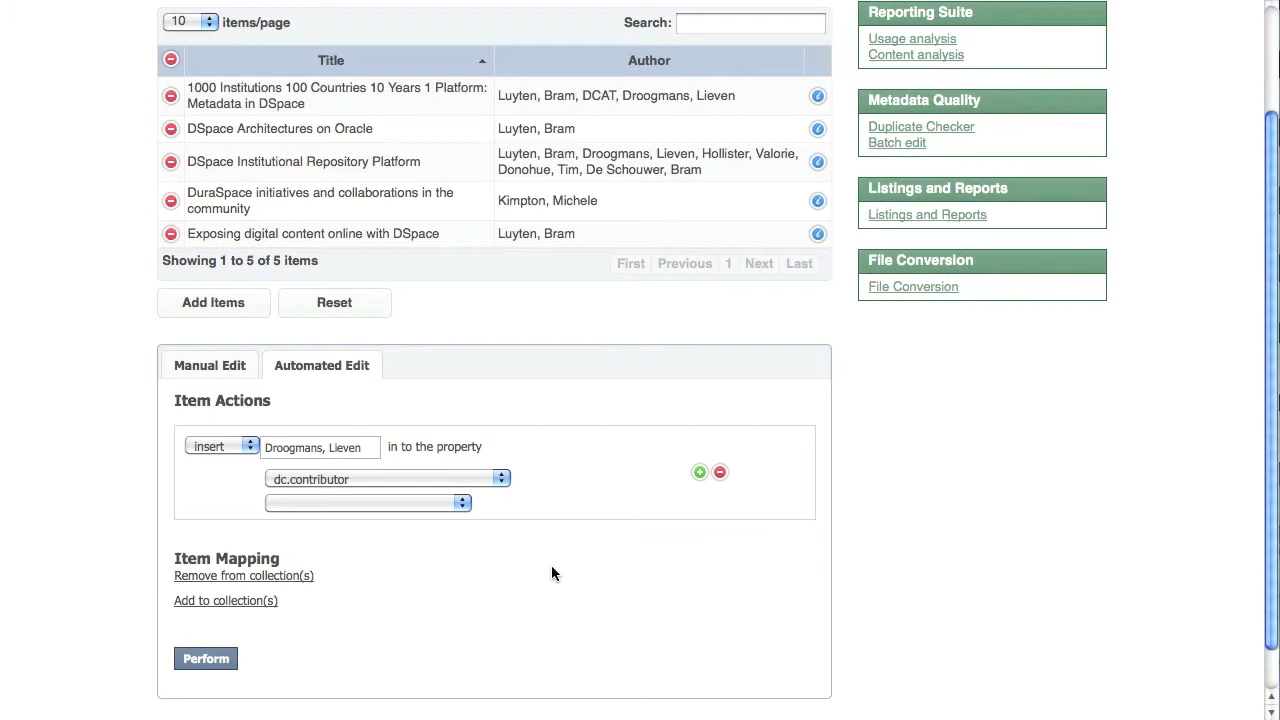 10 items/page Search:
Title Author
1000 Institutions 100 Countries 10 Years 1 Platform:
Metadata in DSpace
Luyten, Bram, DCAT, Droogmans, Lieven
DSpace Architectures on Oracle Luyten, Bram
DSpace Institutional Repository Platform
Luyten, Bram, Droogmans, Lieven, Hollister, Valorie,
Donohue, Tim, De Schouwer, Bram
DuraSpace initiatives and collaborations in the
community
Kimpton, Michele
Exposing digital content online with DSpace Luyten, Bram
Showing 1 to 5 of 5 items First Previous 1 Next Last
Add Items Reset
Manual Edit Automated Edit
Item Actions
insert Droogmans, Lieven in to the property
dc.contributor
Item Mapping
Remove from collection(s)
Add to collection(s)
Perform
Reporting Suite
Usage analysis
Content analysis
Metadata Quality
Duplicate Checker
Batch edit
Listings and Reports
Listings and Reports
File Conversion
File Conversion